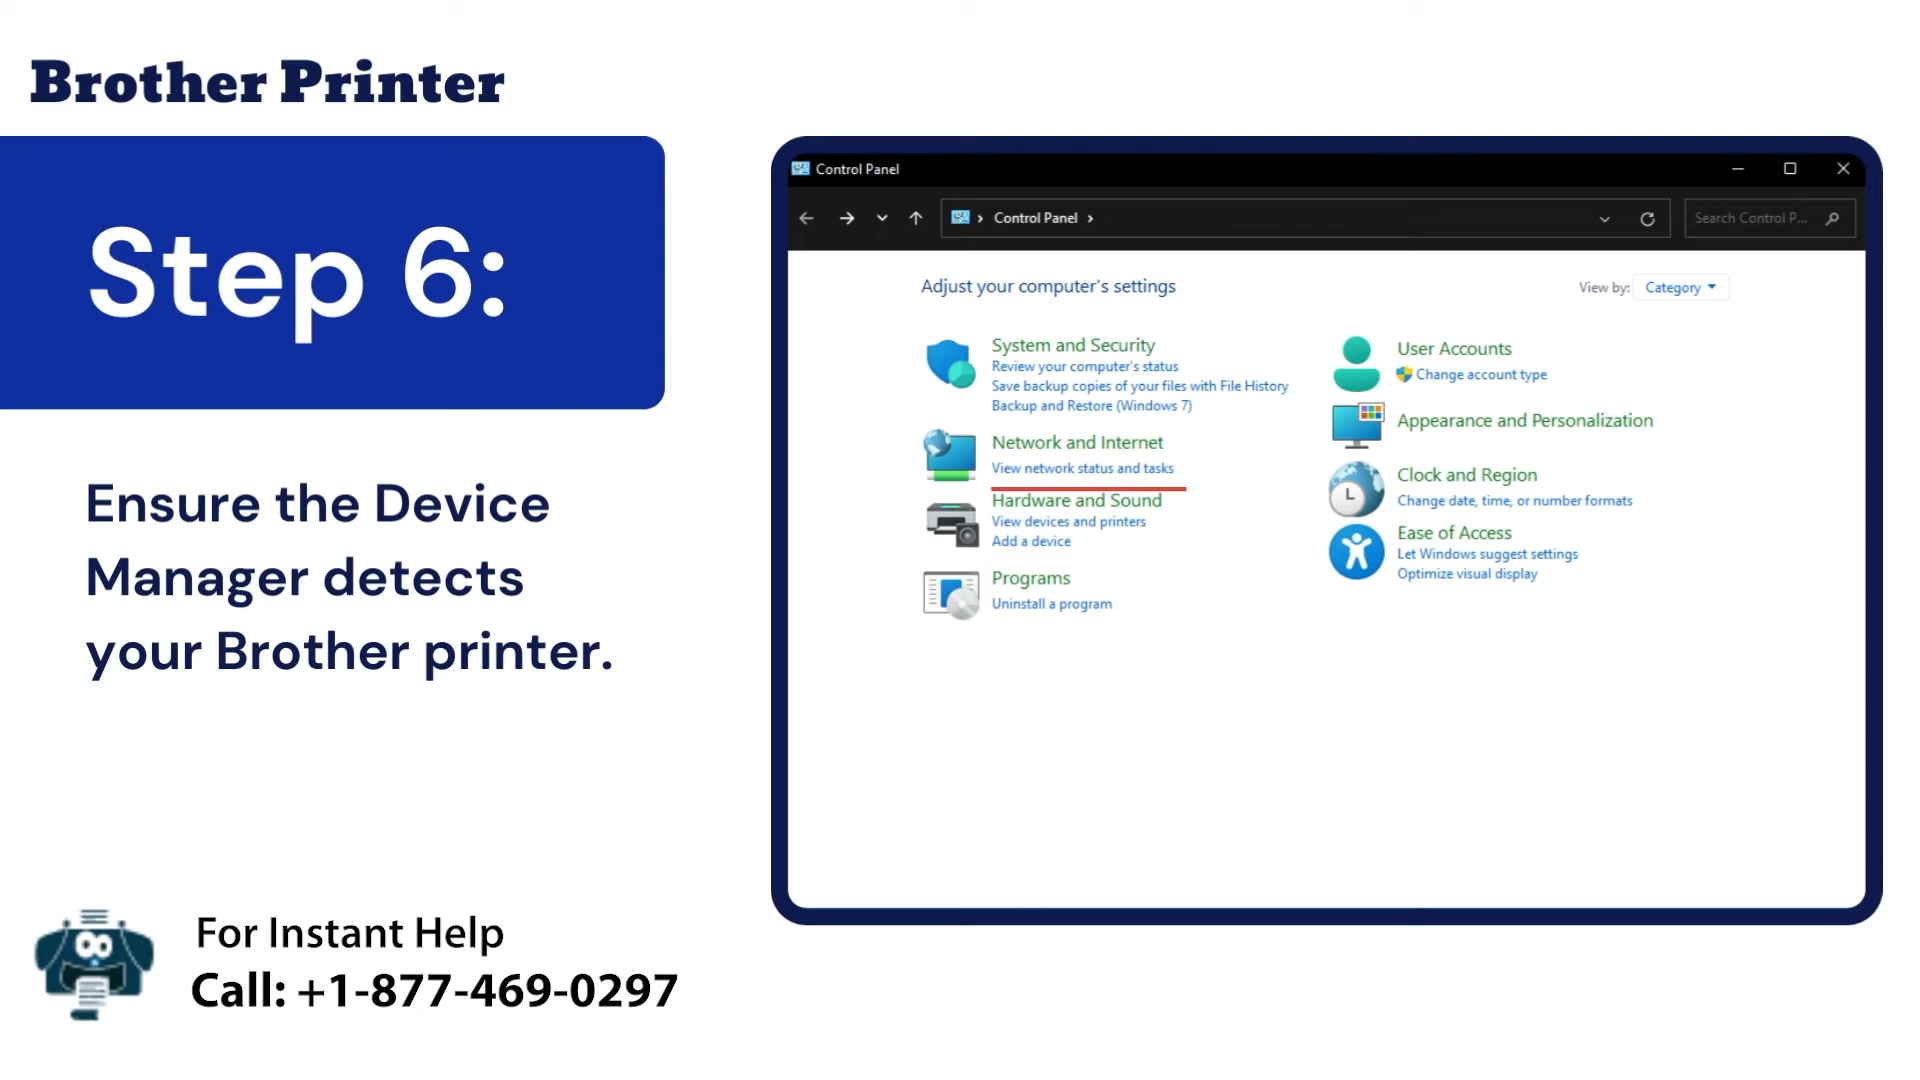 Brother Printer
Step 6:
Ensure the Device
Manager detects
your Brother printer.
For Instant Help
Call: +1-877-469-0297
Control Panel
Control Panel
Search Control P...
Adjust your computer's settings
View by: Category
System and Security
Review your computer's status
Save backup copies of your files with File History
Backup and Restore (Windows 7)
Network and Internet
View network status and tasks
Hardware and Sound
View devices and printers
Add a device
Programs
Uninstall a program
User Accounts
Change account type
Appearance and Personalization
Clock and Region
Change date, time, or number formats
Ease of Access
Let Windows suggest settings
Optimize visual display